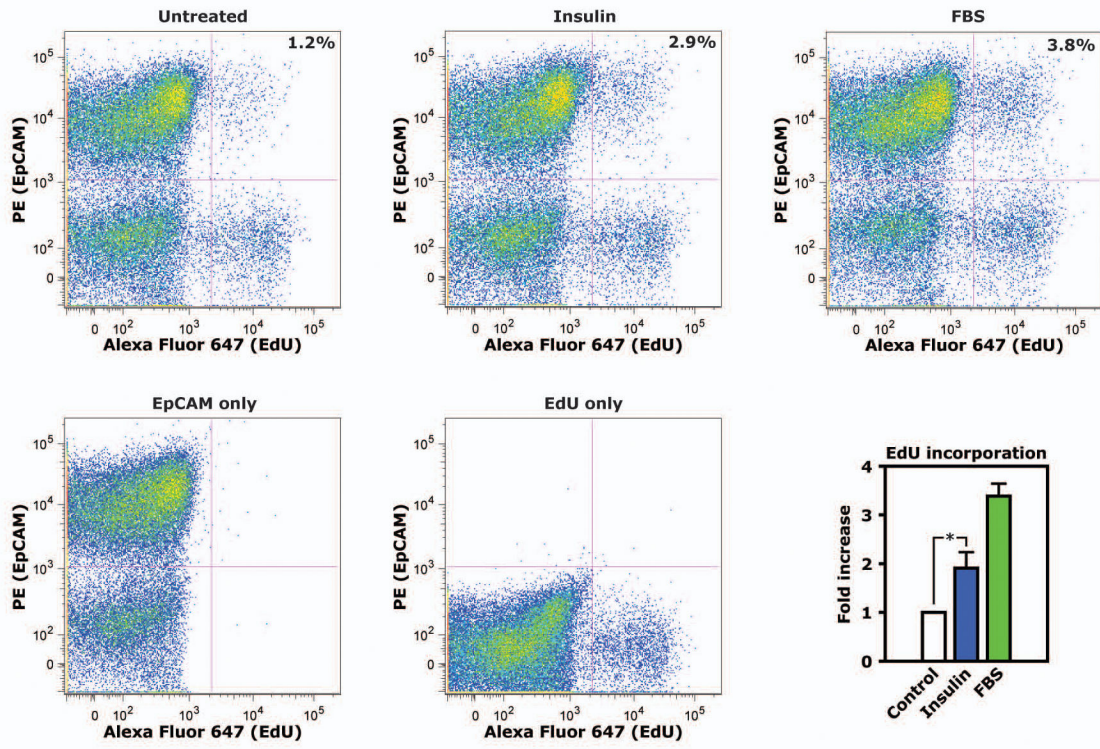 Untreated
1.2%
PE (EpCAM)
10⁵
10⁴
10³
10²
0
0 10² 10³ 10⁴ 10⁵
Alexa Fluor 647 (EdU)
Insulin
2.9%
PE (EpCAM)
10⁵
10⁴
10³
10²
0
0 10² 10³ 10⁴ 10⁵
Alexa Fluor 647 (EdU)
FBS
3.8%
PE (EpCAM)
10⁵
10⁴
10³
10²
0
0 10² 10³ 10⁴ 10⁵
Alexa Fluor 647 (EdU)
EpCAM only
PE (EpCAM)
10⁵
10⁴
10³
10²
0
0 10² 10³ 10⁴ 10⁵
Alexa Fluor 647 (EdU)
EdU only
PE (EpCAM)
10⁵
10⁴
10³
10²
0
0 10² 10³ 10⁴ 10⁵
Alexa Fluor 647 (EdU)
EdU incorporation
Fold increase
4
3
2
1
0
*
Control
Insulin
FBS